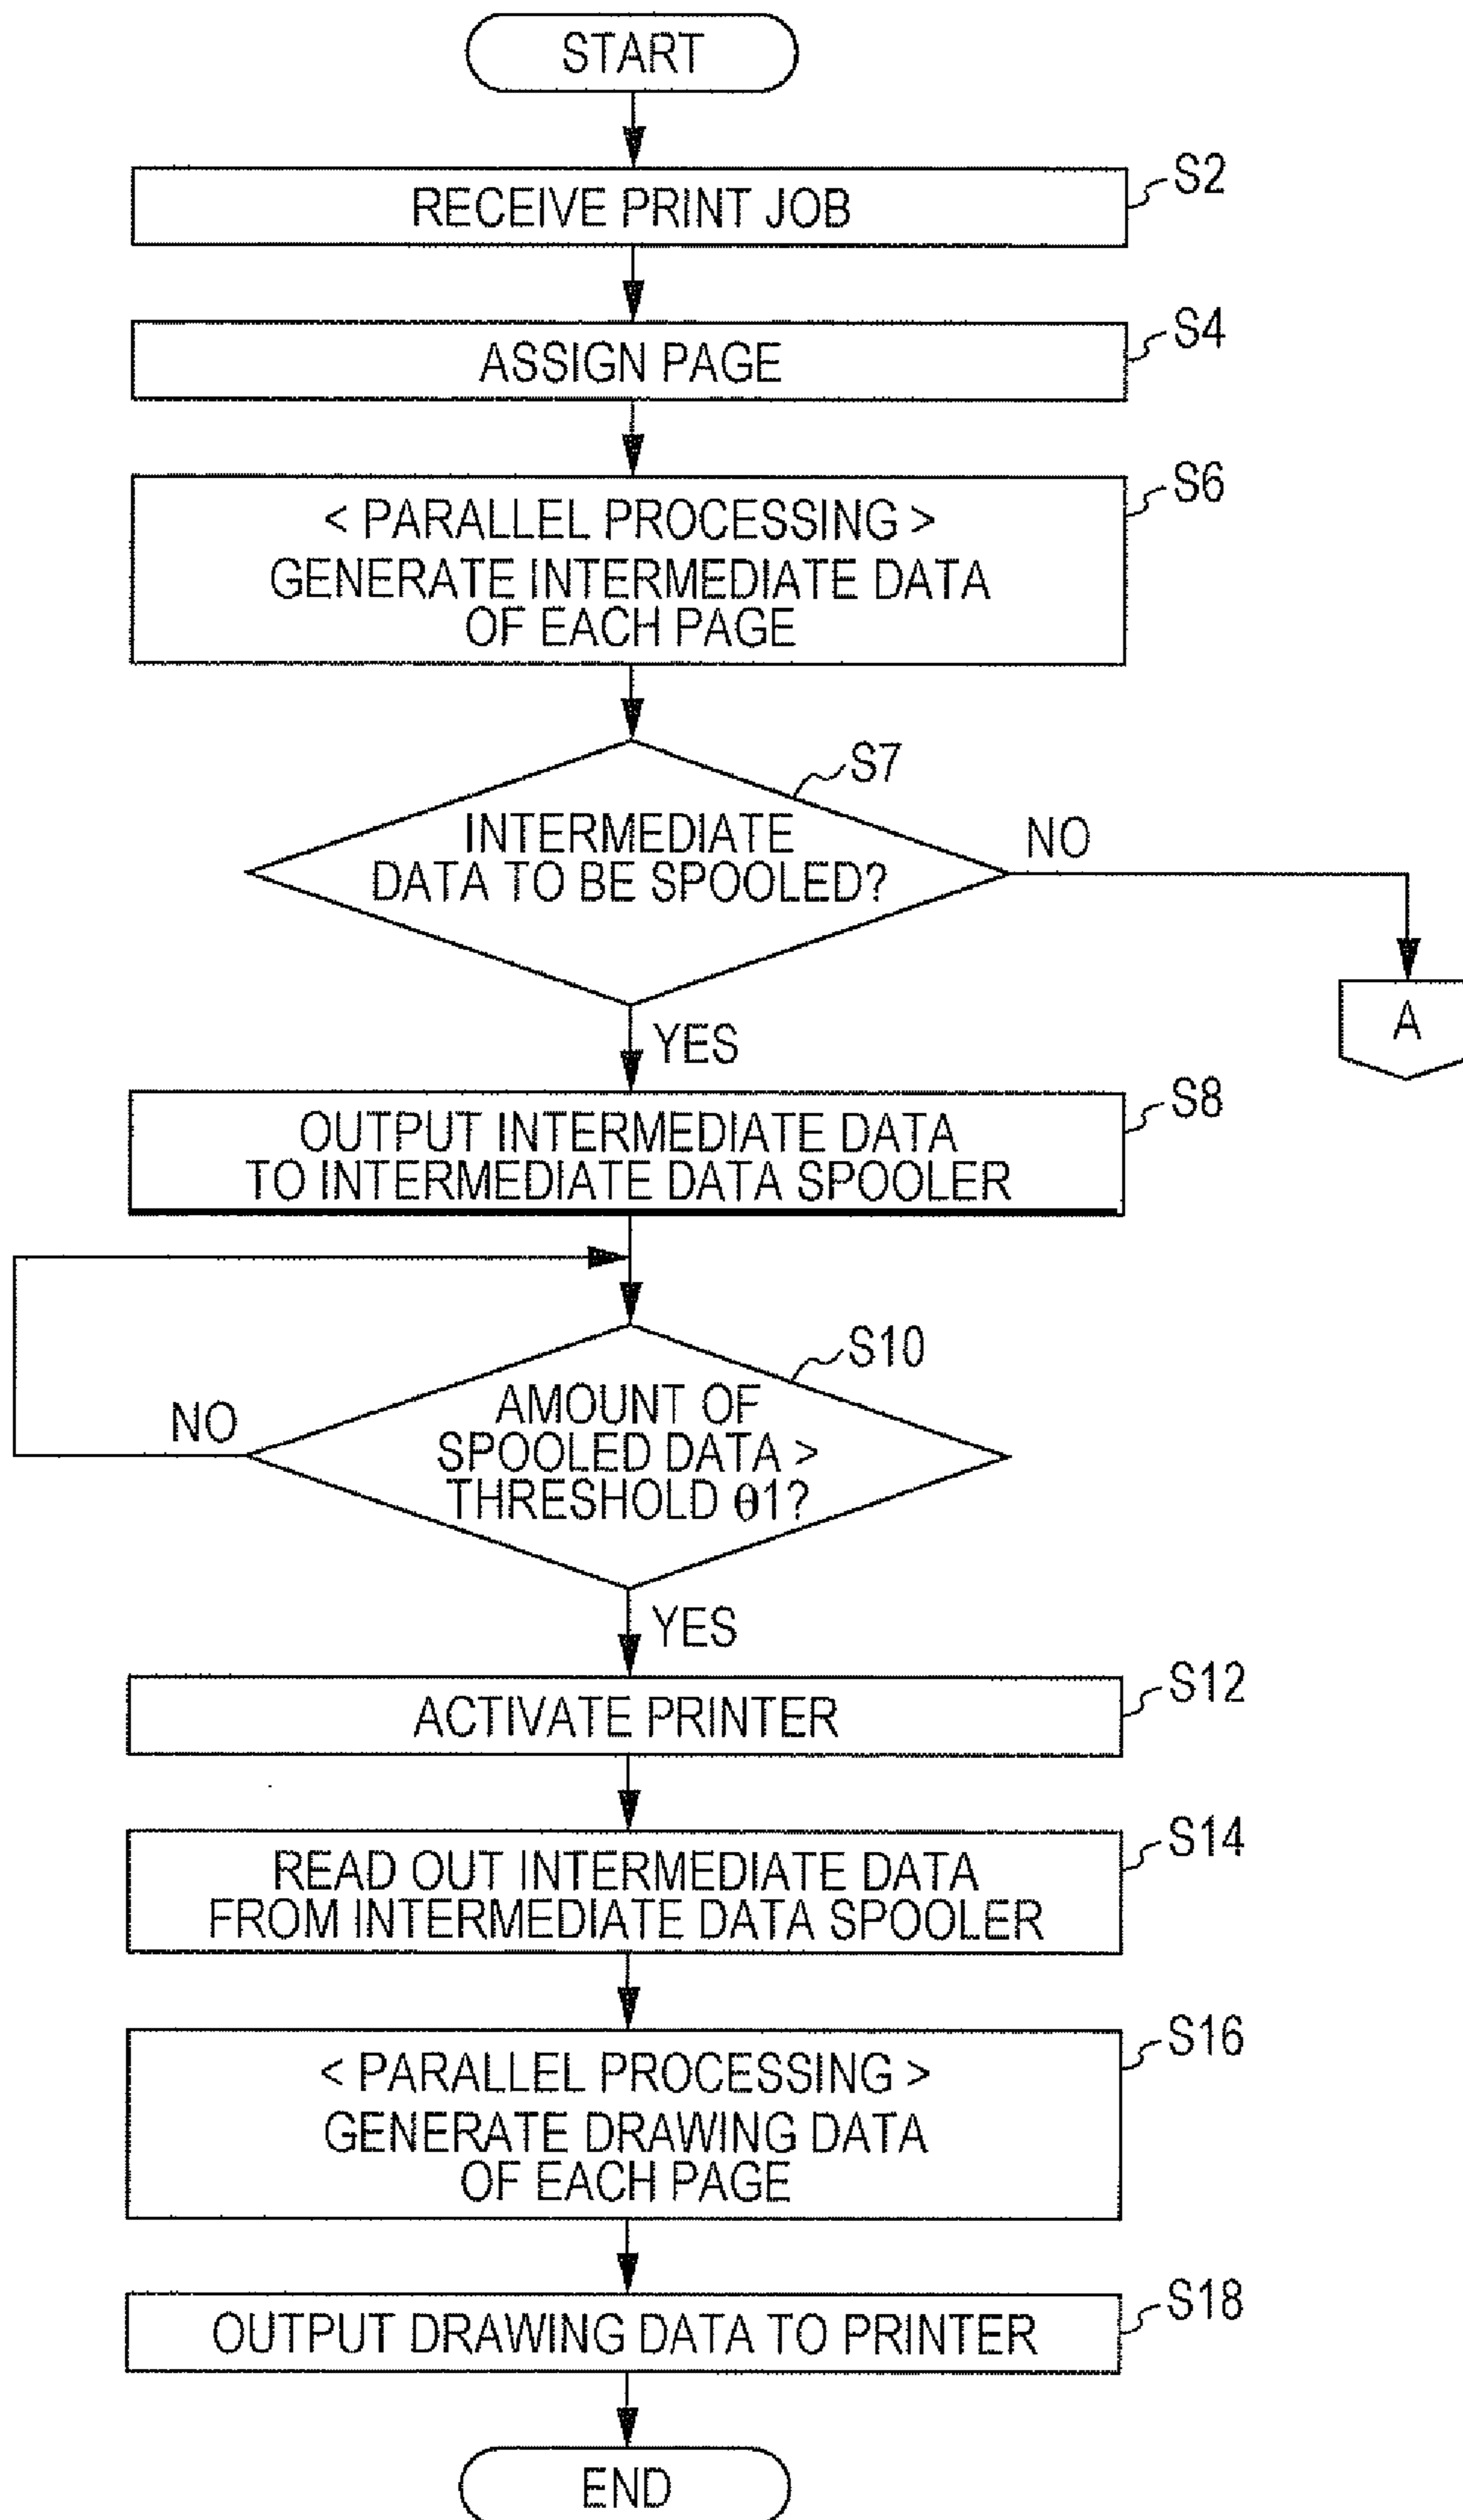 START
RECEIVE PRINT JOB
S2
ASSIGN PAGE
S4
< PARALLEL PROCESSING >
GENERATE INTERMEDIATE DATA
OF EACH PAGE
S6
S7
INTERMEDIATE
DATA TO BE SPOOLED?
NO
A
YES
OUTPUT INTERMEDIATE DATA
TO INTERMEDIATE DATA SPOOLER
S8
S10
AMOUNT OF
SPOOLED DATA >
THRESHOLD θ1?
NO
YES
ACTIVATE PRINTER
S12
READ OUT INTERMEDIATE DATA
FROM INTERMEDIATE DATA SPOOLER
S14
< PARALLEL PROCESSING >
GENERATE DRAWING DATA
OF EACH PAGE
S16
OUTPUT DRAWING DATA TO PRINTER
S18
END